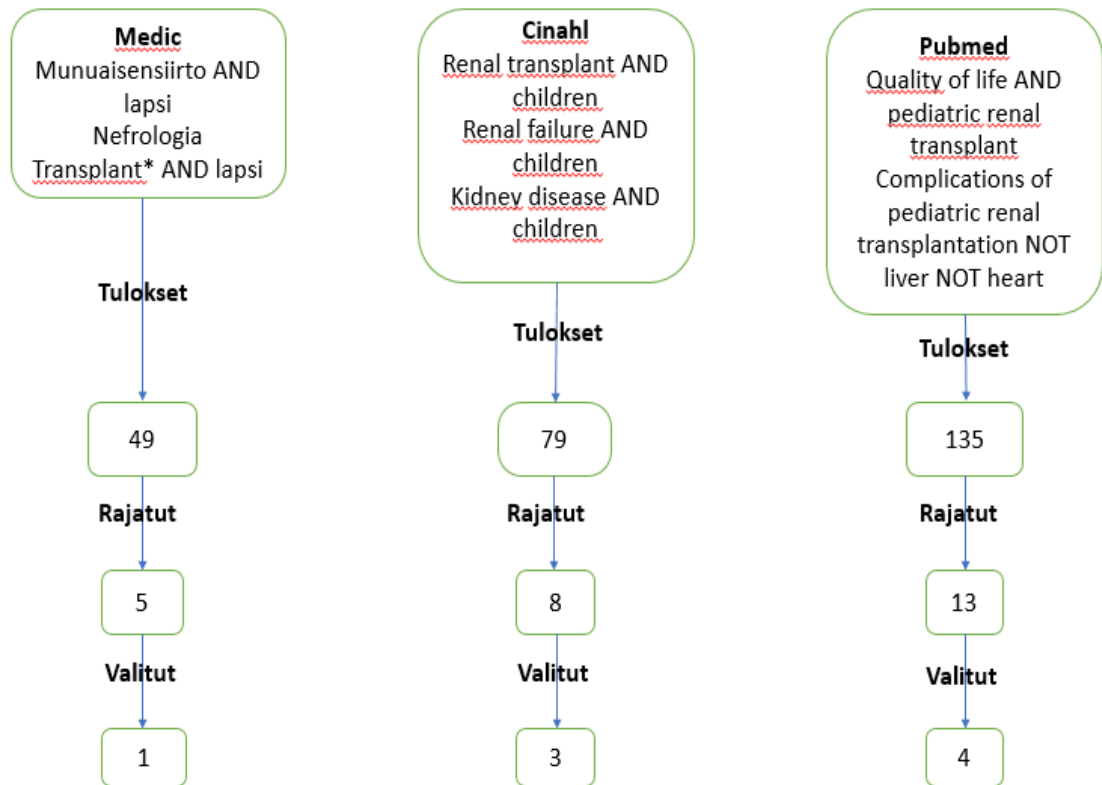 Medic
Munuaisensiirto AND
lapsi
Nefrologia
Transplant* AND lapsi
Tulokset
49
Rajatut
5
Valitut
1
Cinahl
Renal transplant AND
children
Renal failure AND
children
Kidney disease AND
children
Tulokset
79
Rajatut
8
Valitut
3
Pubmed
Quality of life AND
pediatric renal
transplant
Complications of
pediatric renal
transplantation NOT
liver NOT heart
Tulokset
135
Rajatut
13
Valitut
4